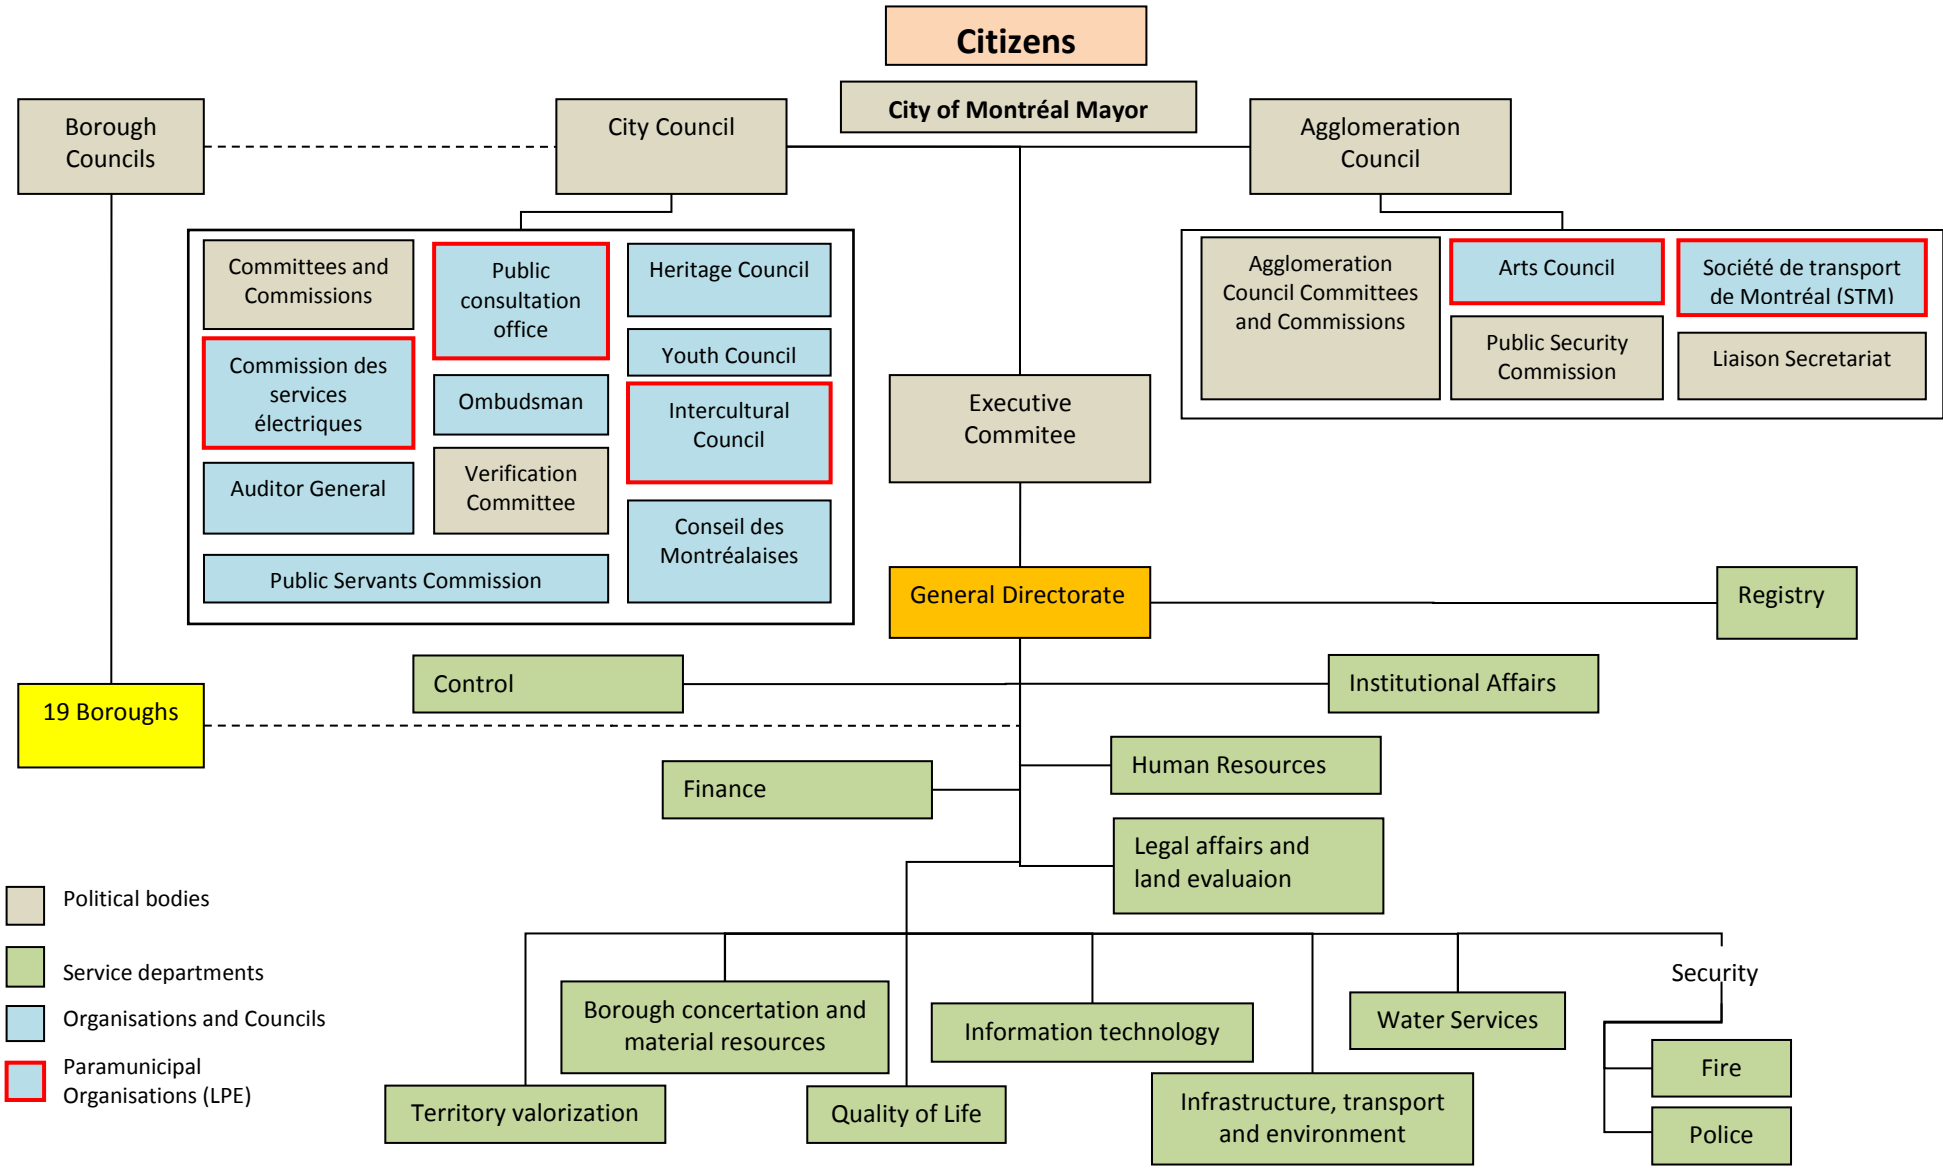 Citizens
City of Montréal Mayor
Borough
Councils
City Council
Agglomeration
Council
Committees and
Commissions
Public
consultation
office
Heritage Council
Commission des
services
électriques
Youth Council
Ombudsman
Intercultural
Council
Auditor General
Verification
Committee
Conseil des
Montréalaises
Public Servants Commission
Agglomeration
Council Committees
and Commissions
Arts Council
Société de transport
de Montréal (STM)
Public Security
Commission
Liaison Secretariat
Executive
Commitee
General Directorate
Registry
Control
Institutional Affairs
19 Boroughs
Human Resources
Finance
Legal affairs and
land evaluaion
Political bodies
Service departments
Organisations and Councils
Paramunicipal
Organisations (LPE)
Security
Borough concertation and
material resources
Information technology
Water Services
Fire
Territory valorization
Quality of Life
Infrastructure, transport
and environment
Police